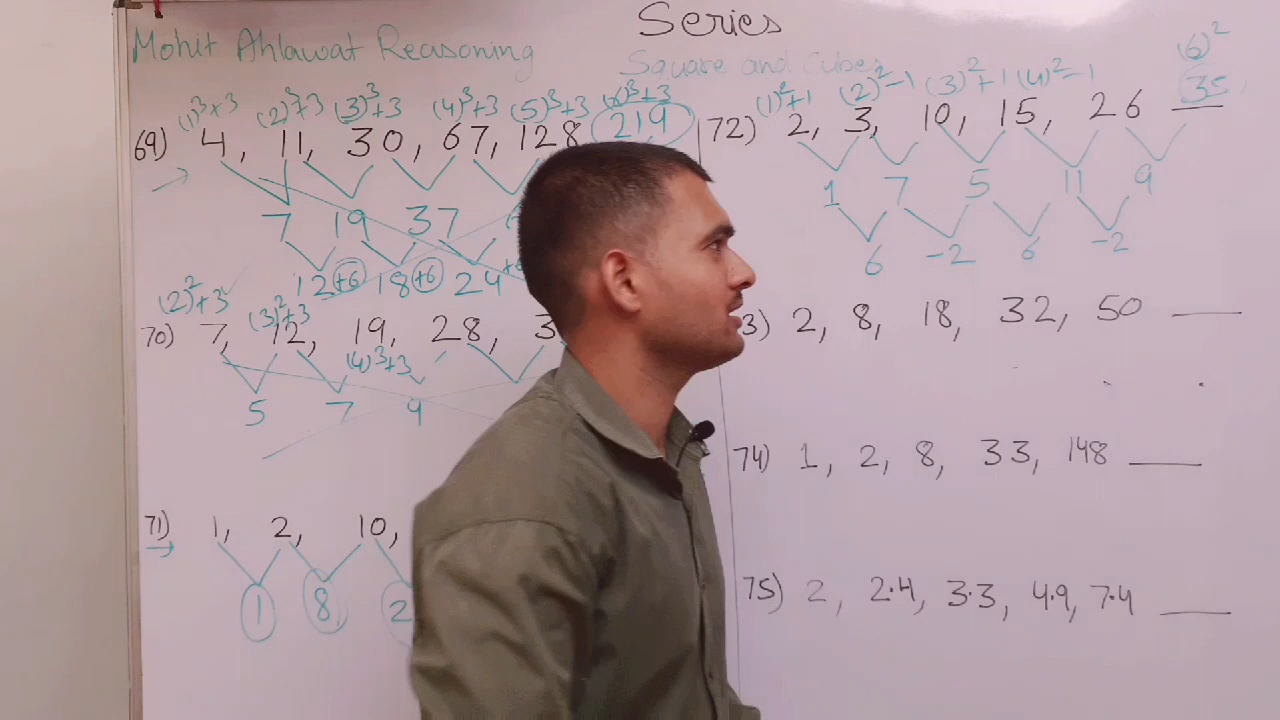 Series
Mohit Ahlawat Reasoning
Square and Cubes
(1)³+3 (2)³+3 (3)³+3 (4)³+3 (5)³+3 (6)³+3
69) 4, 11, 30, 67, 128 219
7 19 37
12 +6 18 +6 24
(2)²+3 (3)²+3
70) 7, 12, 19, 28, 3
(4)³+3
5 7 9
71) 1, 2, 10,
1 8 2
(6)²
(1)²+1 (2)²-1 (3)²+1 (4)²-1
72) 2, 3, 10, 15, 26 35
1 7 5 11 9
6 -2 6 -2
3) 2, 8, 18, 32, 50 ____
74) 1, 2, 8, 33, 148 ____
75) 2, 2.4, 3.3, 4.9, 7.4 ____